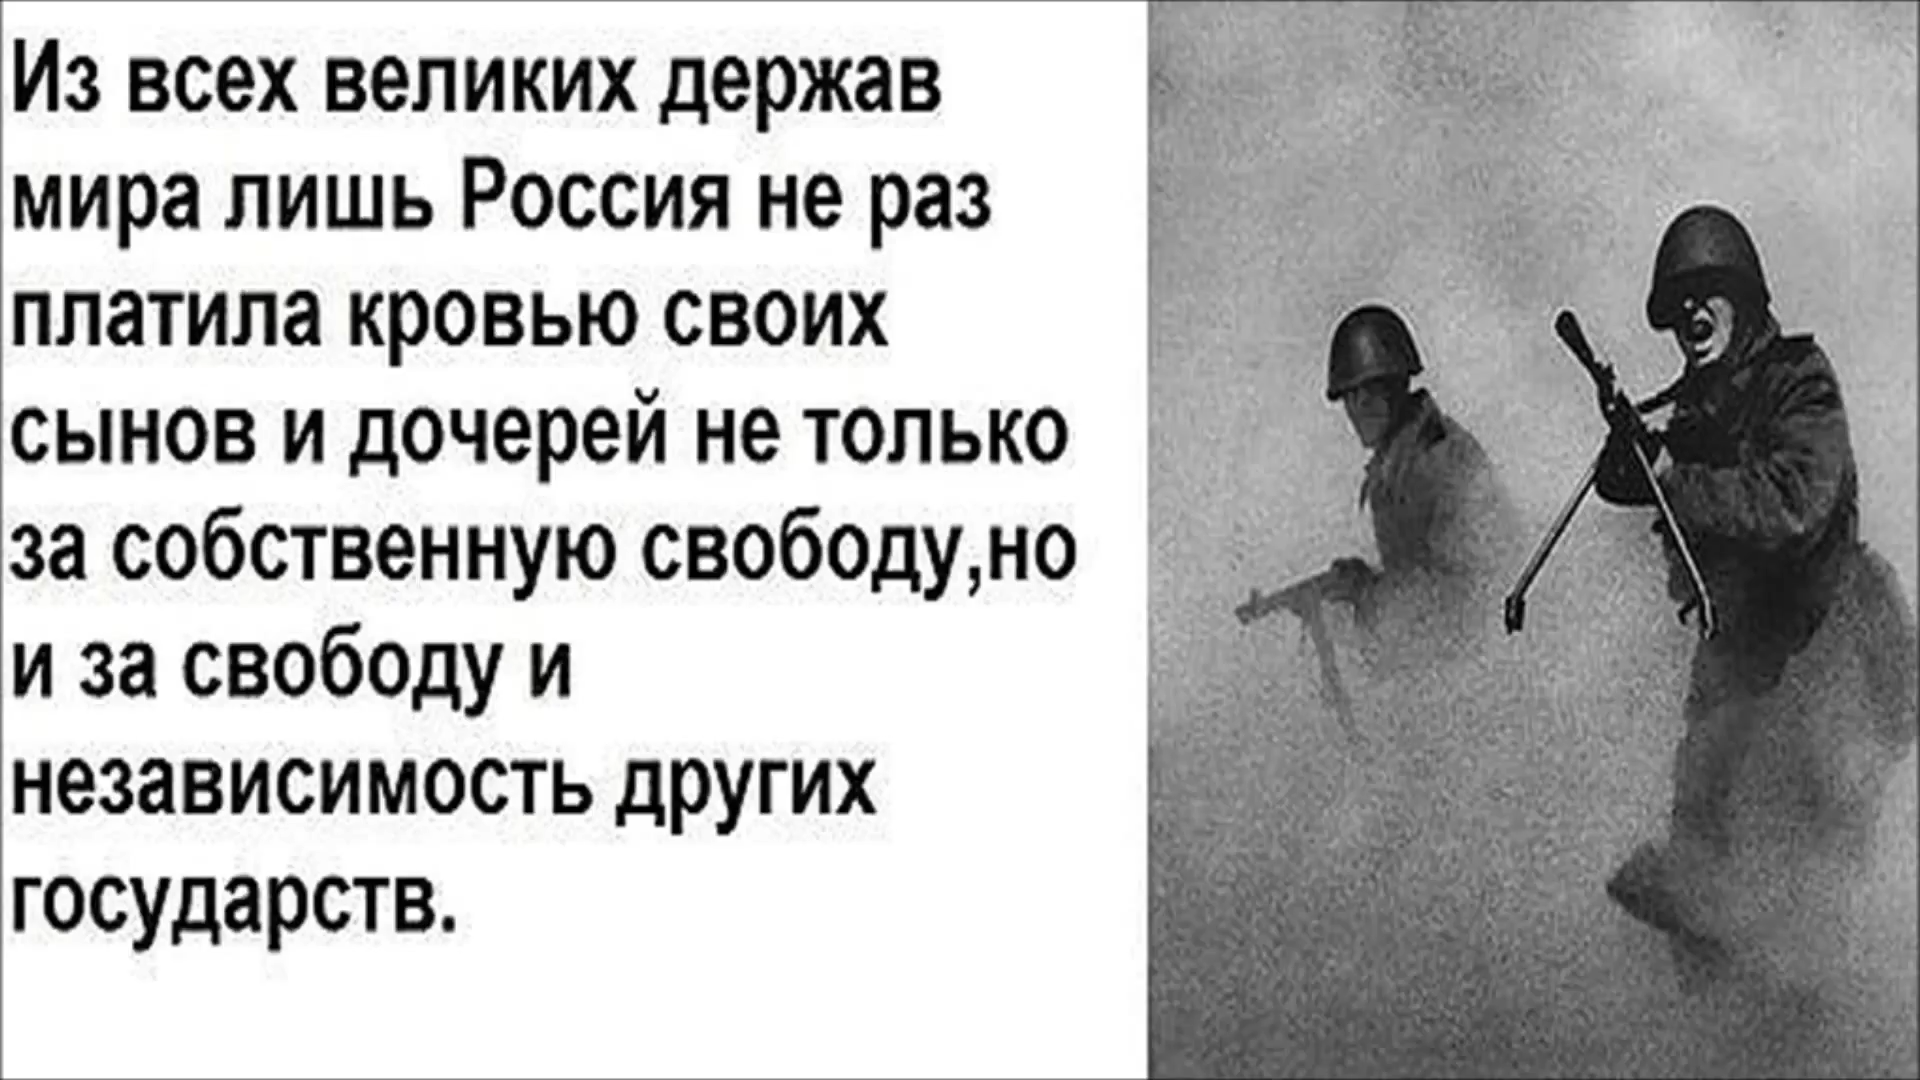 Из всех великих держав
мира лишь Россия не раз
платила кровью своих
сынов и дочерей не только
за собственную свободу,но
и за свободу и
независимость других
государств.